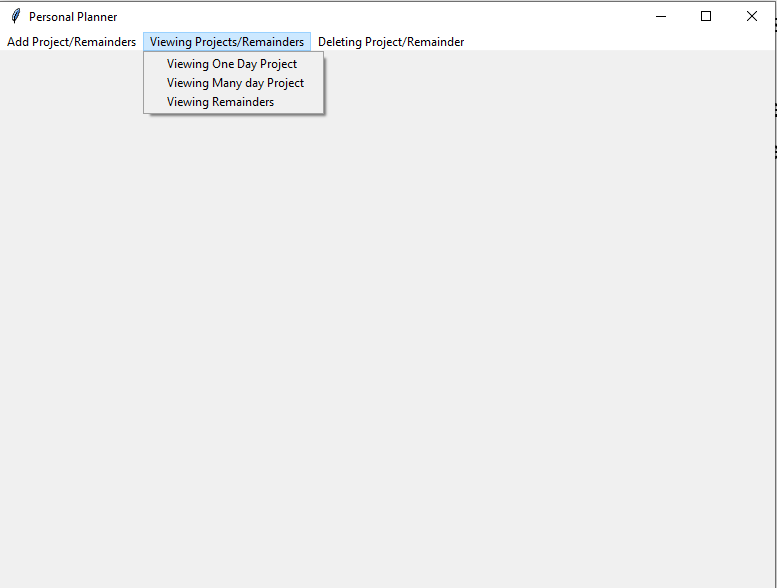 Personal Planner
Add Project/Remainders Viewing Projects/Remainders Deleting Project/Remainder
Viewing One Day Project
Viewing Many day Project
Viewing Remainders